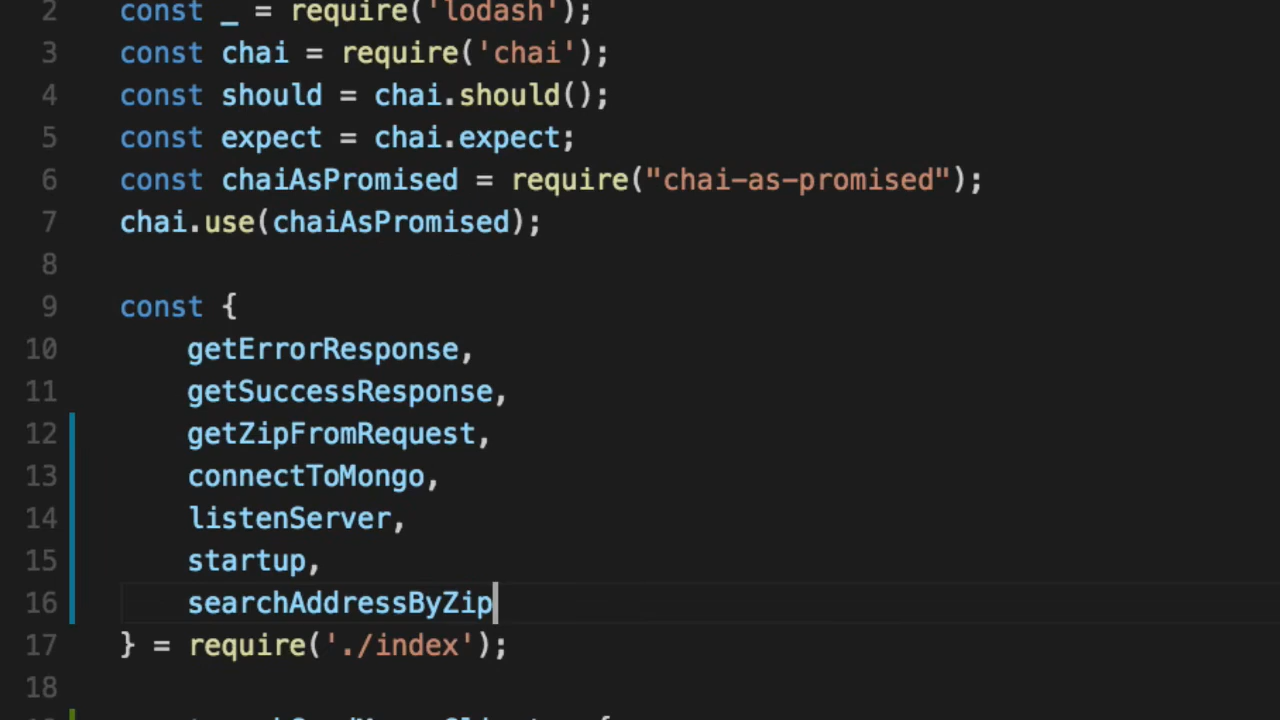 2 const _ = require('lodash');
3 const chai = require('chai');
4 const should = chai.should();
5 const expect = chai.expect;
6 const chaiAsPromised = require("chai-as-promised");
7 chai.use(chaiAsPromised);
8
9 const {
10 getErrorResponse,
11 getSuccessResponse,
12 getZipFromRequest,
13 connectToMongo,
14 listenServer,
15 startup,
16 searchAddressByZip
17 } = require('./index');
18